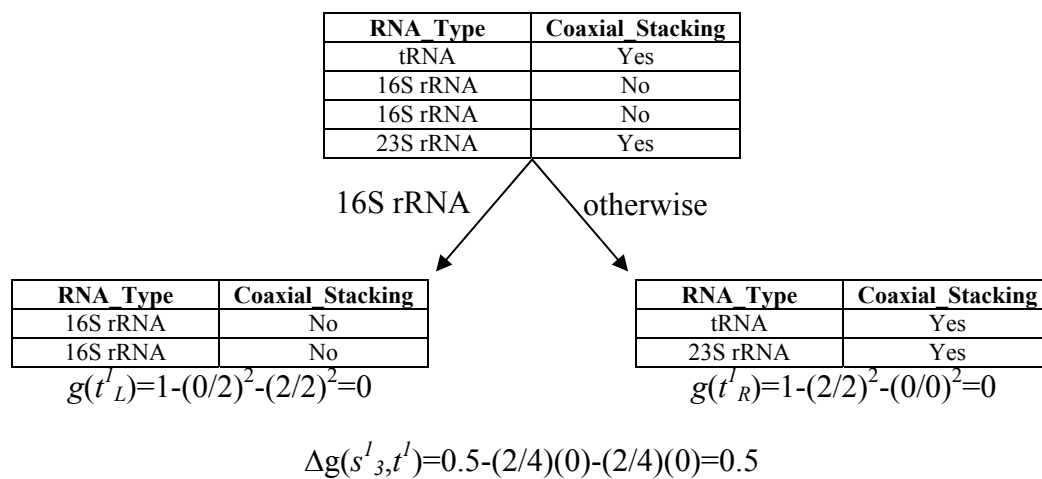 RNA_Type Coaxial_Stacking
tRNA Yes
16S rRNA No
16S rRNA No
23S rRNA Yes
16S rRNA otherwise
RNA_Type Coaxial_Stacking
16S rRNA No
16S rRNA No
g(t¹_L)=1-(0/2)²-(2/2)²=0
RNA_Type Coaxial_Stacking
tRNA Yes
23S rRNA Yes
g(t¹_R)=1-(2/2)²-(0/0)²=0
Δg(s¹₃,t¹)=0.5-(2/4)(0)-(2/4)(0)=0.5